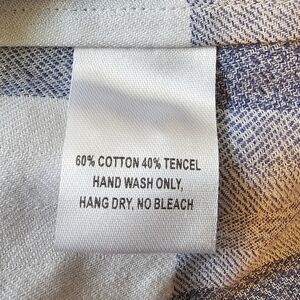 60% COTTON 40% TENCEL
HAND WASH ONLY,
HANG DRY, NO BLEACH